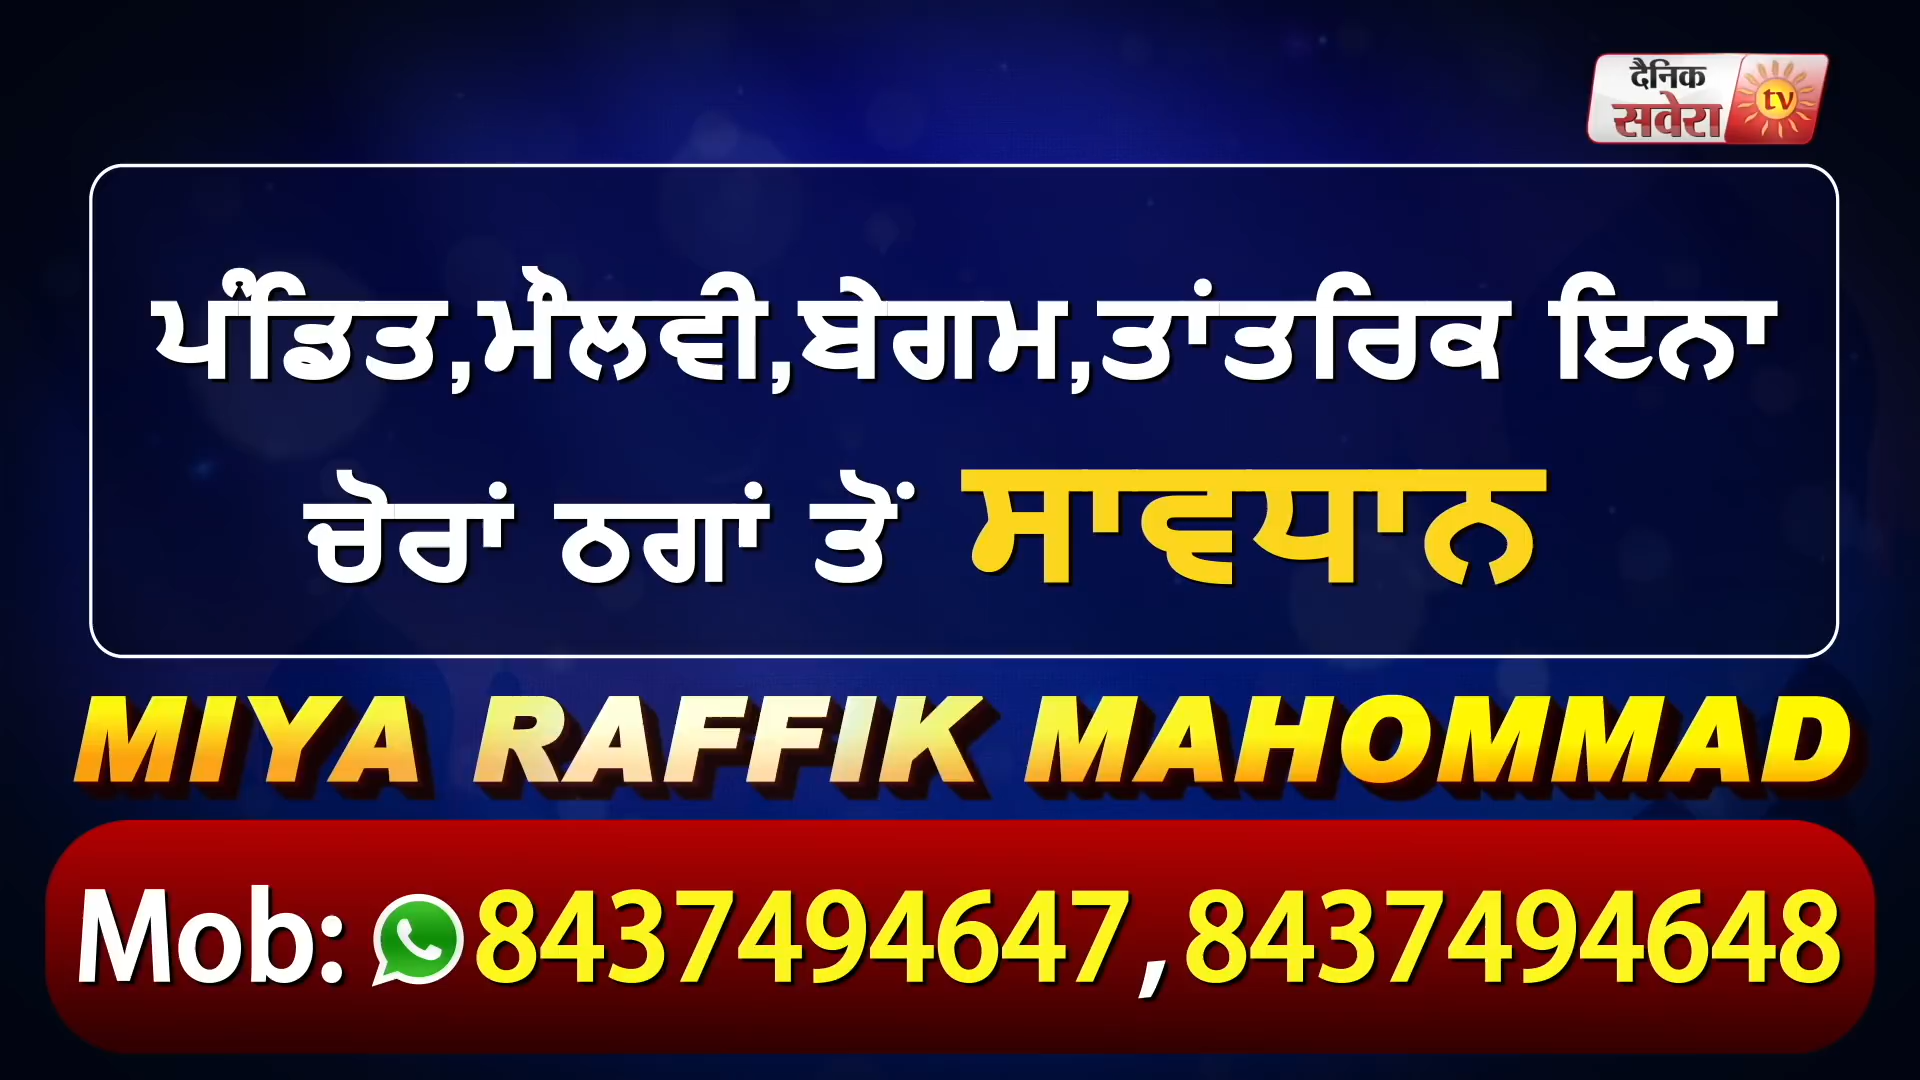 दैनिक
सवेरा tv
ਪੰਡਿਤ,ਮੌਲਵੀ,ਬੇਗਮ,ਤਾਂਤਰਿਕ ਇਨਾ
ਚੋਰਾਂ ਠਗਾਂ ਤੋਂ ਸਾਵਧਾਨ
MIYA RAFFIK MAHOMMAD
Mob: 8437494647, 8437494648